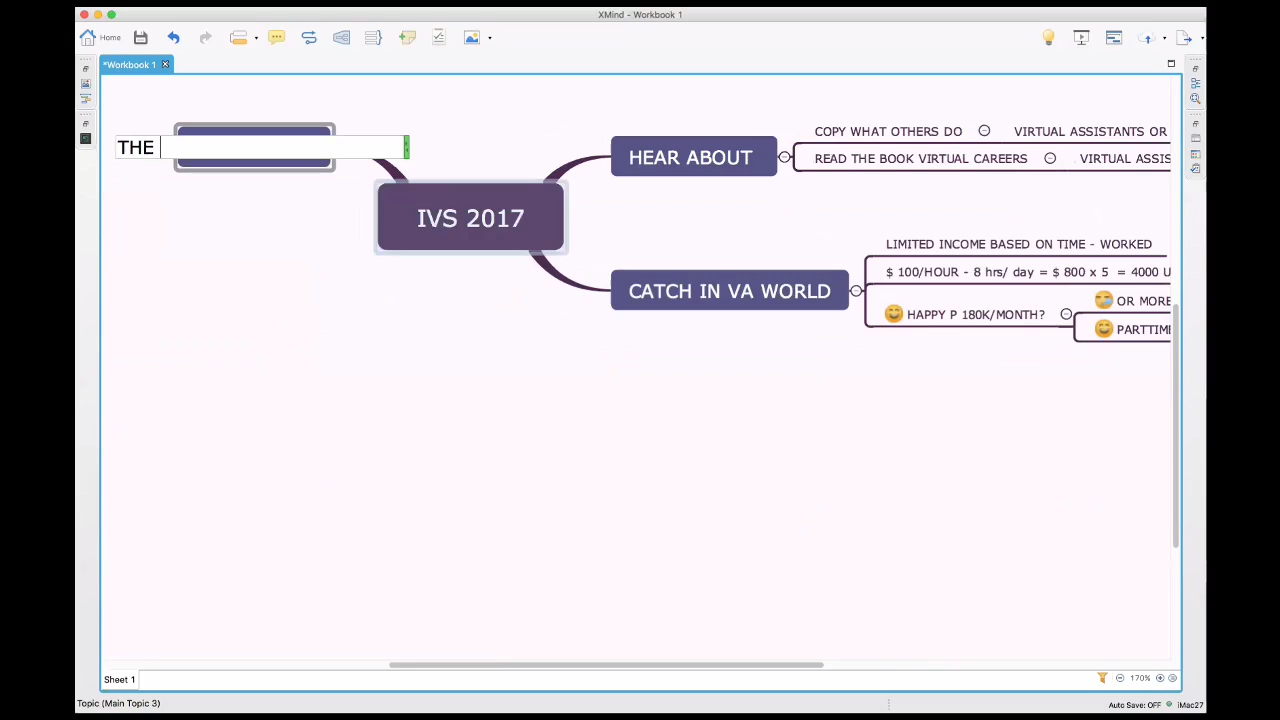 XMind - Workbook 1
Home
*Workbook 1
THE
IVS 2017
HEAR ABOUT
COPY WHAT OTHERS DO
VIRTUAL ASSISTANTS OR
READ THE BOOK VIRTUAL CAREERS
VIRTUAL ASSIS
CATCH IN VA WORLD
LIMITED INCOME BASED ON TIME - WORKED
$ 100/HOUR - 8 hrs/ day = $ 800 x 5 = 4000 U
HAPPY P 180K/MONTH?
OR MORE
PARTTIME
Sheet 1
170%
Topic (Main Topic 3)
Auto Save: OFF
iMac27